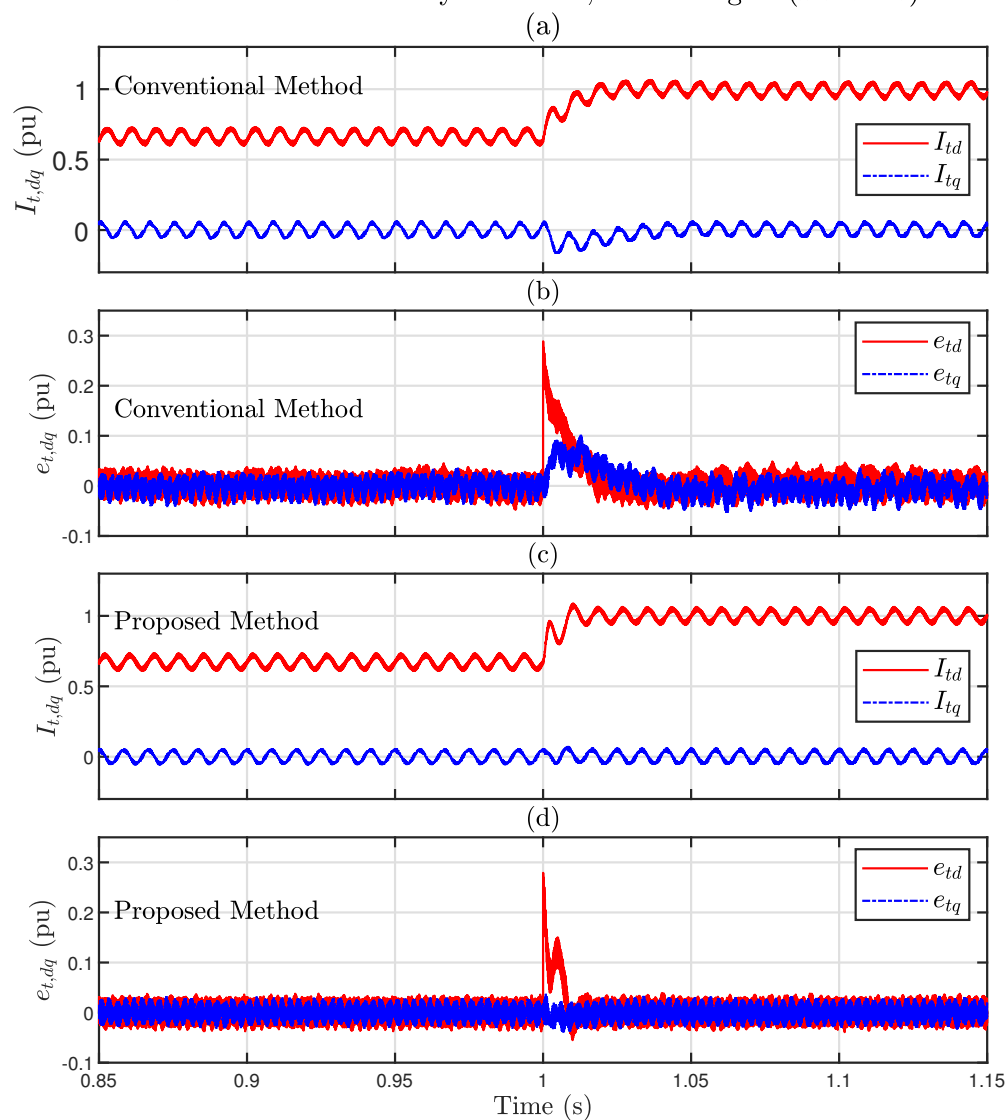 (a)
Conventional Method
I_{t,dq} (pu)
1
0.5
0
I_{td}
I_{tq}
(b)
Conventional Method
e_{t,dq} (pu)
0.3
0.2
0.1
0
-0.1
e_{td}
e_{tq}
(c)
Proposed Method
I_{t,dq} (pu)
1
0.5
0
I_{td}
I_{tq}
(d)
Proposed Method
e_{t,dq} (pu)
0.3
0.2
0.1
0
-0.1
e_{td}
e_{tq}
0.85 0.9 0.95 1 1.05 1.1 1.15
Time (s)